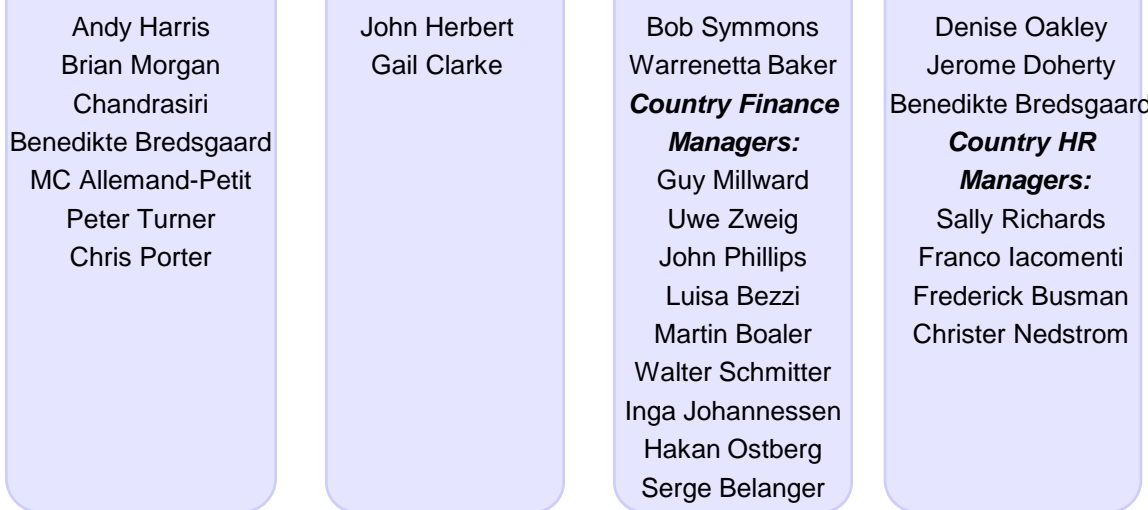 Andy Harris
Brian Morgan
Chandrasiri
Benedikte Bredsgaard
MC Allemand-Petit
Peter Turner
Chris Porter
John Herbert
Gail Clarke
Bob Symmons
Warrenetta Baker
Country Finance
Managers:
Guy Millward
Uwe Zweig
John Phillips
Luisa Bezzi
Martin Boaler
Walter Schmitter
Inga Johannessen
Hakan Ostberg
Serge Belanger
Denise Oakley
Jerome Doherty
Benedikte Bredsgaard
Country HR
Managers:
Sally Richards
Franco Iacomenti
Frederick Busman
Christer Nedstrom